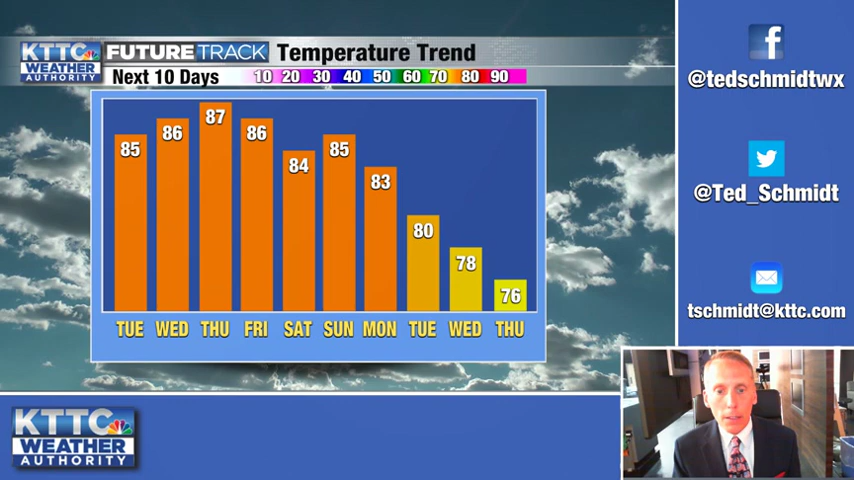 KTTC
WEATHER
AUTHORITY
FUTURETRACK Temperature Trend
Next 10 Days 10 20 30 40 50 60 70 80 90
85 86 87 86 84 85 83 80 78 76
TUE WED THU FRI SAT SUN MON TUE WED THU
f
@tedschmidtwx
@Ted_Schmidt
tschmidt@kttc.com
KTTC
WEATHER
AUTHORITY